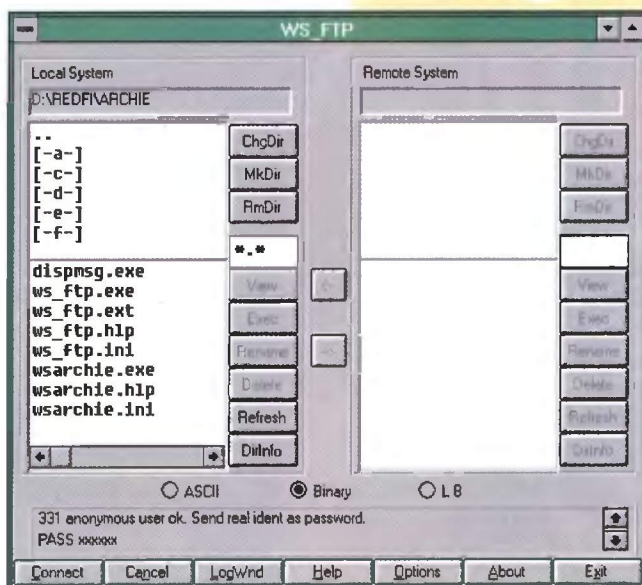 WS_FTP
Local System
D:\REDFI\ARCHIE
..
[-a-]
[-c-]
[-d-]
[-e-]
[-f-]
ChgDir
MkDir
RmDir
*.*
dispmsg.exe
ws_ftp.exe
ws_ftp.ext
ws_ftp.hlp
ws_ftp.ini
wsarchie.exe
wsarchie.hlp
wsarchie.ini
View
Exec
Rename
Delete
Refresh
DirInfo
<-
->
Remote System
ChgDir
MkDir
RmDir
View
Exec
Rename
Delete
Refresh
DirInfo
ASCII
Binary
L 8
331 anonymous user ok. Send real ident as password.
PASS xxxxxx
Connect
Cancel
LogWnd
Help
Options
About
Exit